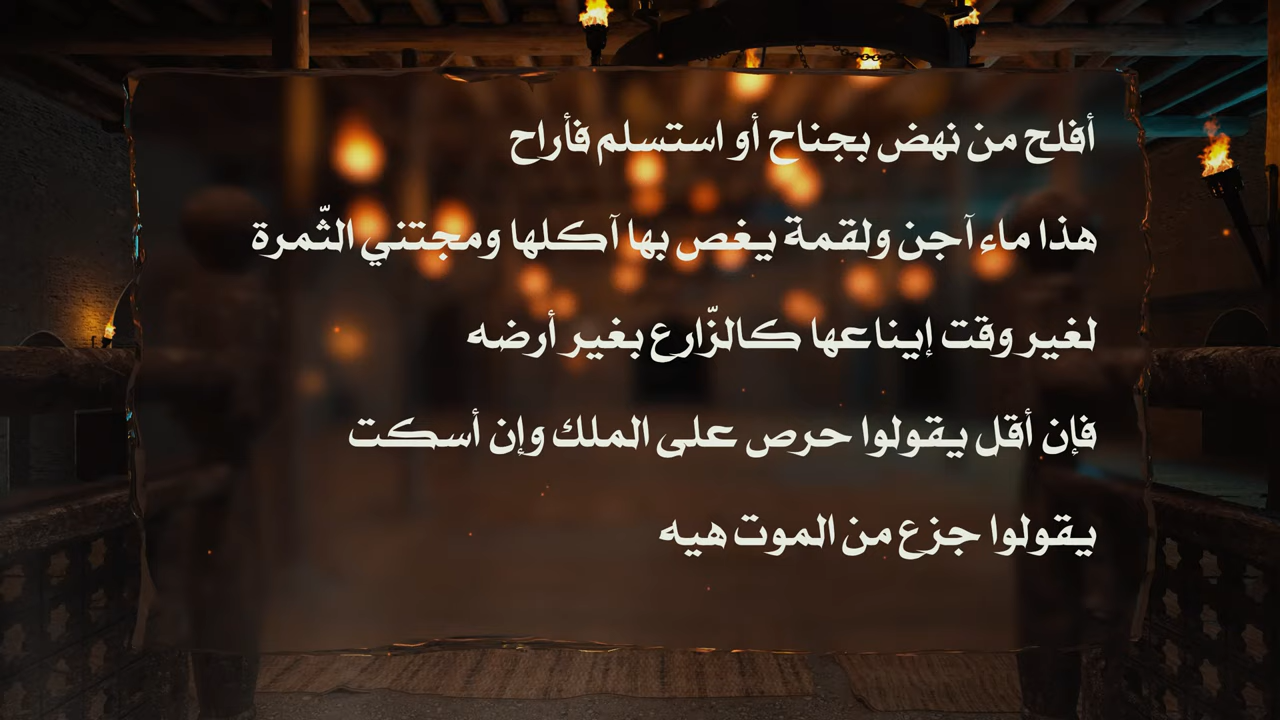 أفلح من نهض بجناح أو استسلم فأراح
هذا ماء آجن ولقمة يغص بها آكلها ومجتني الثّمرة
لغير وقت إيناعها كالزّارع بغير أرضه
فإن أقل يقولوا حرص على الملك وإن أسكت
يقولوا جزع من الموت هيه